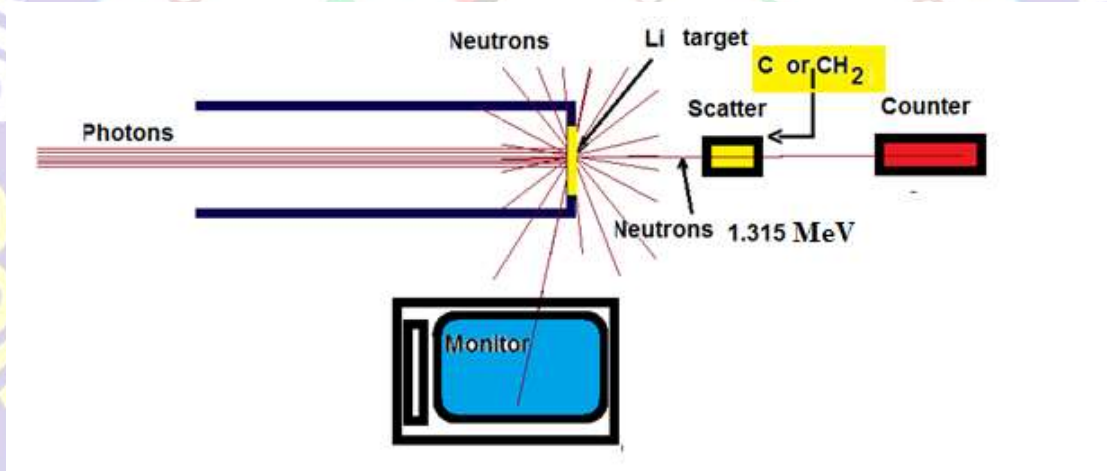 Neutrons
Li target
C or CH2
Scatter
Counter
Photons
Neutrons 1.315 MeV
Monitor